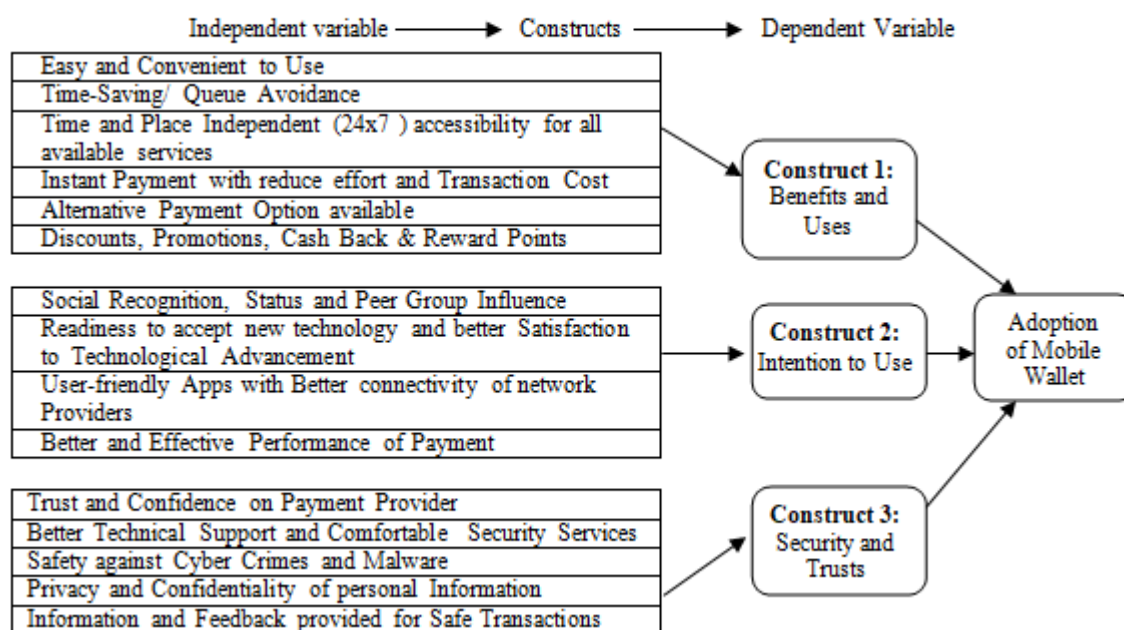 Independent variable Constructs Dependent Variable
Easy and Convenient to Use
Time-Saving/ Queue Avoidance
Time and Place Independent (24x7 ) accessibility for all
available services
Instant Payment with reduce effort and Transaction Cost
Alternative Payment Option available
Discounts, Promotions, Cash Back & Reward Points
Construct 1:
Benefits and
Uses
Social Recognition, Status and Peer Group Influence
Readiness to accept new technology and better Satisfaction
to Technological Advancement
User-friendly Apps with Better connectivity of network
Providers
Better and Effective Performance of Payment
Construct 2:
Intention to Use
Adoption
of Mobile
Wallet
Trust and Confidence on Payment Provider
Better Technical Support and Comfortable Security Services
Safety against Cyber Crimes and Malware
Privacy and Confidentiality of personal Information
Information and Feedback provided for Safe Transactions
Construct 3:
Security and
Trusts